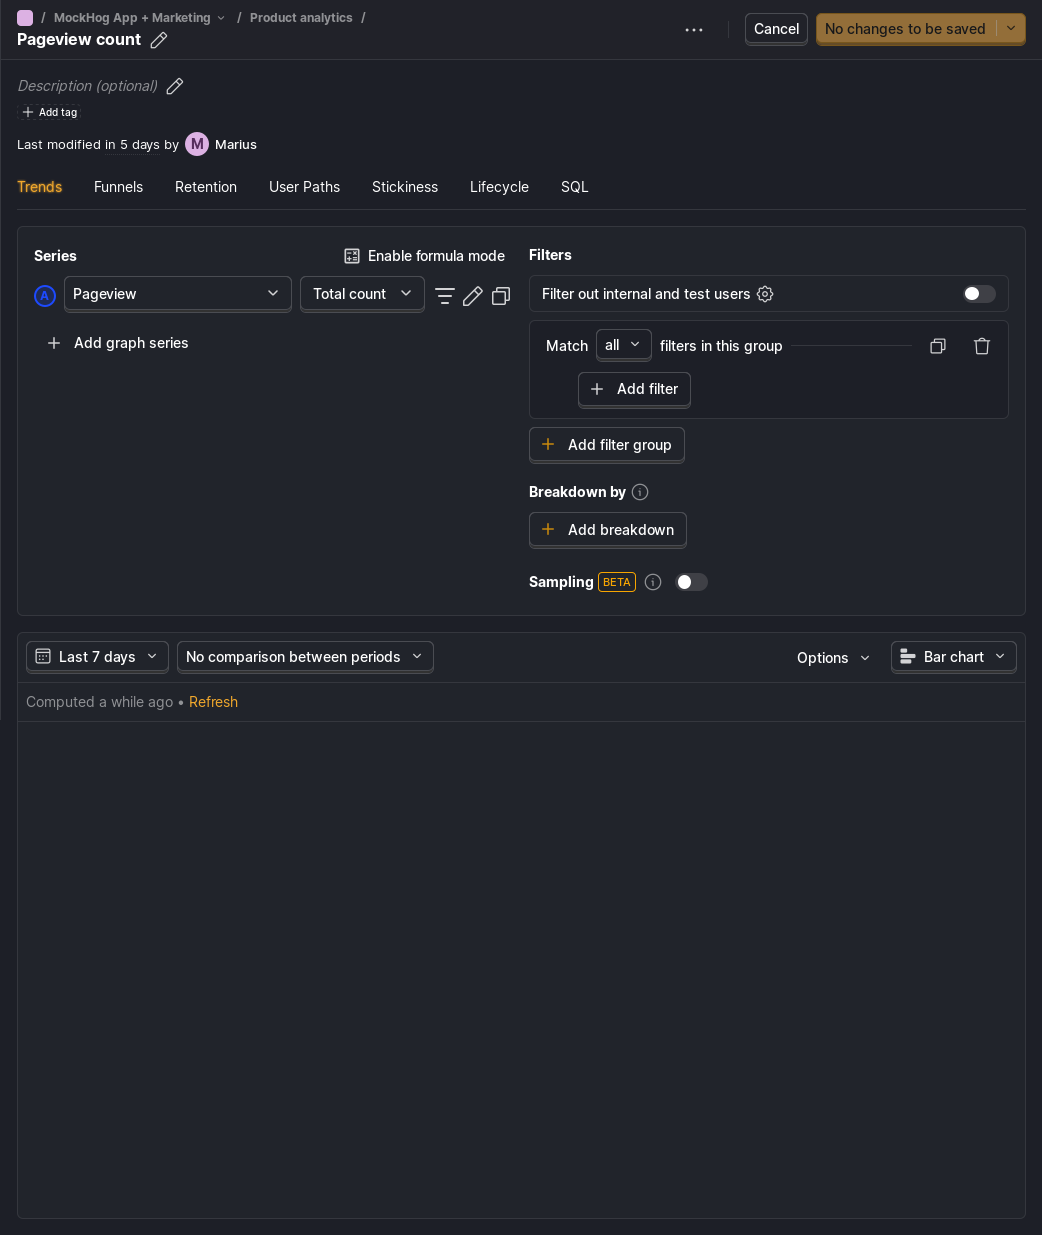 / MockHog App + Marketing / Product analytics /
Pageview count
Cancel
No changes to be saved
Description (optional)
Add tag
Last modified in 5 days by M Marius
Trends Funnels Retention User Paths Stickiness Lifecycle SQL
Series
Enable formula mode
A Pageview Total count
Add graph series
Filters
Filter out internal and test users
Match all filters in this group
Add filter
Add filter group
Breakdown by
Add breakdown
Sampling BETA
Last 7 days No comparison between periods Options Bar chart
Computed a while ago • Refresh